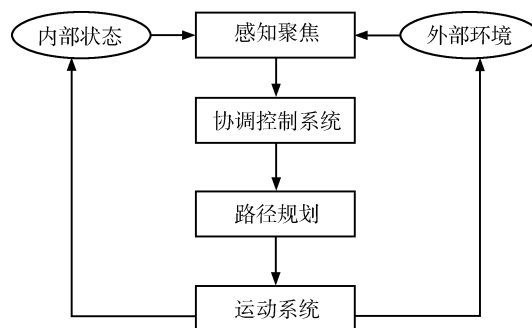 内部状态
感知聚焦
外部环境
协调控制系统
路径规划
运动系统